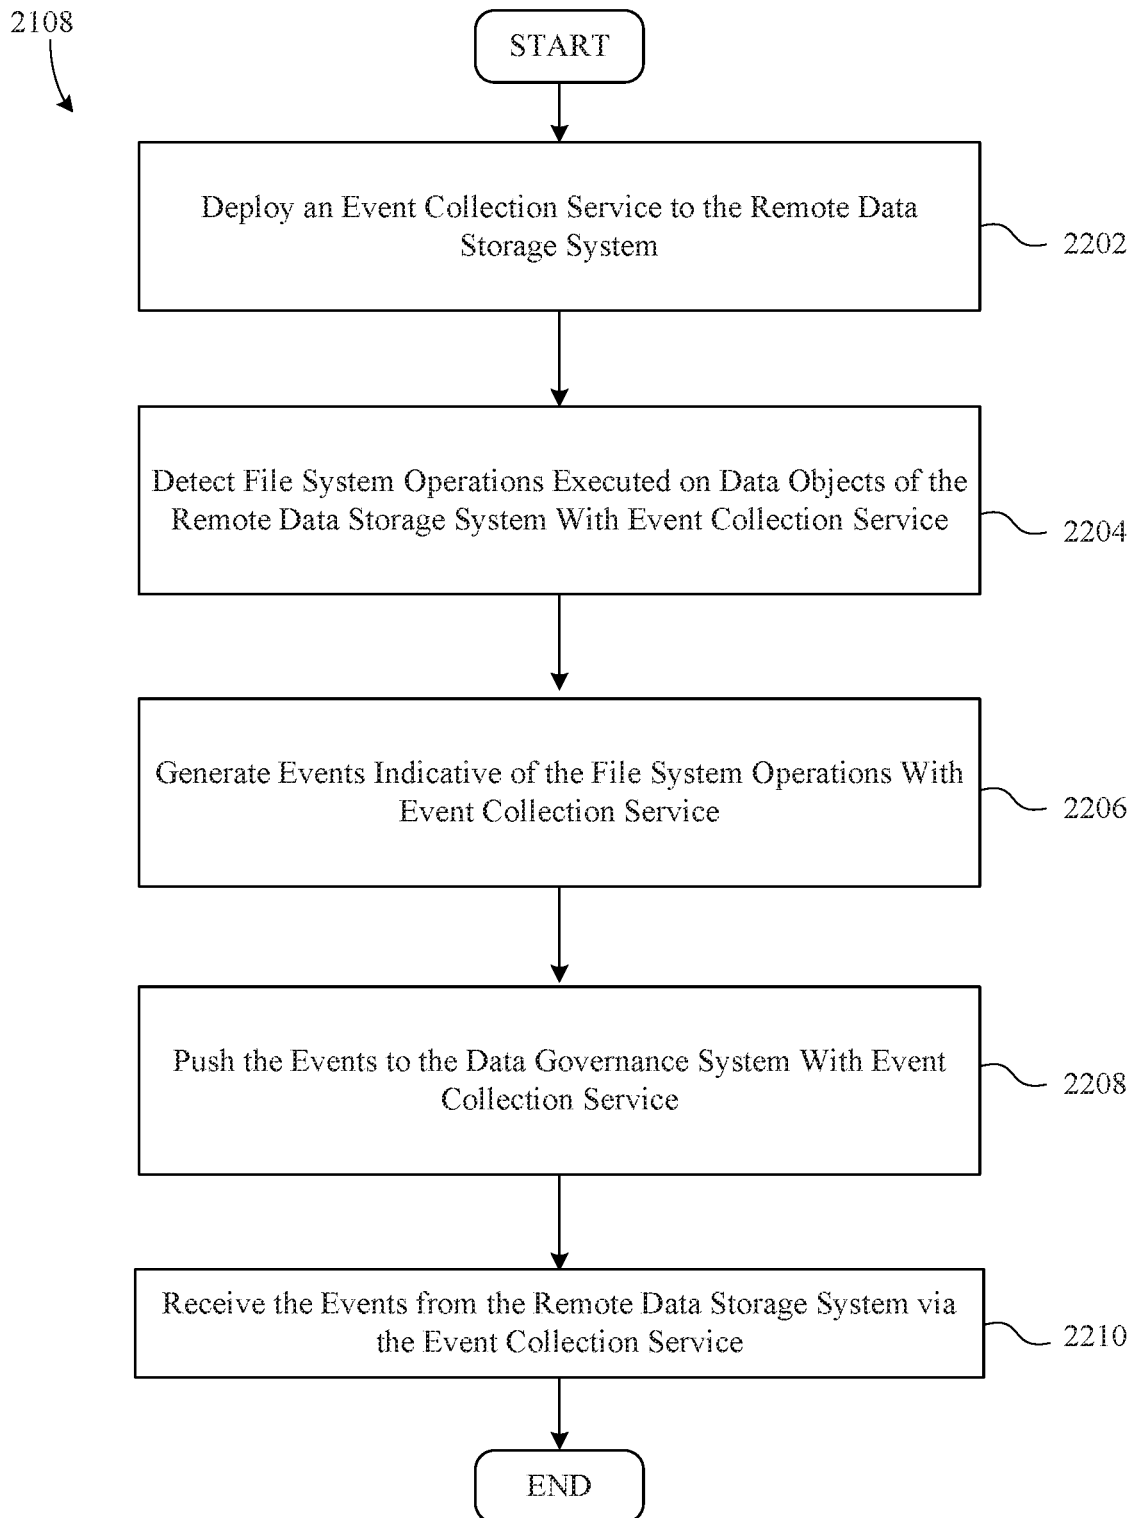 2108
START
Deploy an Event Collection Service to the Remote Data
Storage System
2202
Detect File System Operations Executed on Data Objects of the
Remote Data Storage System With Event Collection Service
2204
Generate Events Indicative of the File System Operations With
Event Collection Service
2206
Push the Events to the Data Governance System With Event
Collection Service
2208
Receive the Events from the Remote Data Storage System via
the Event Collection Service
2210
END